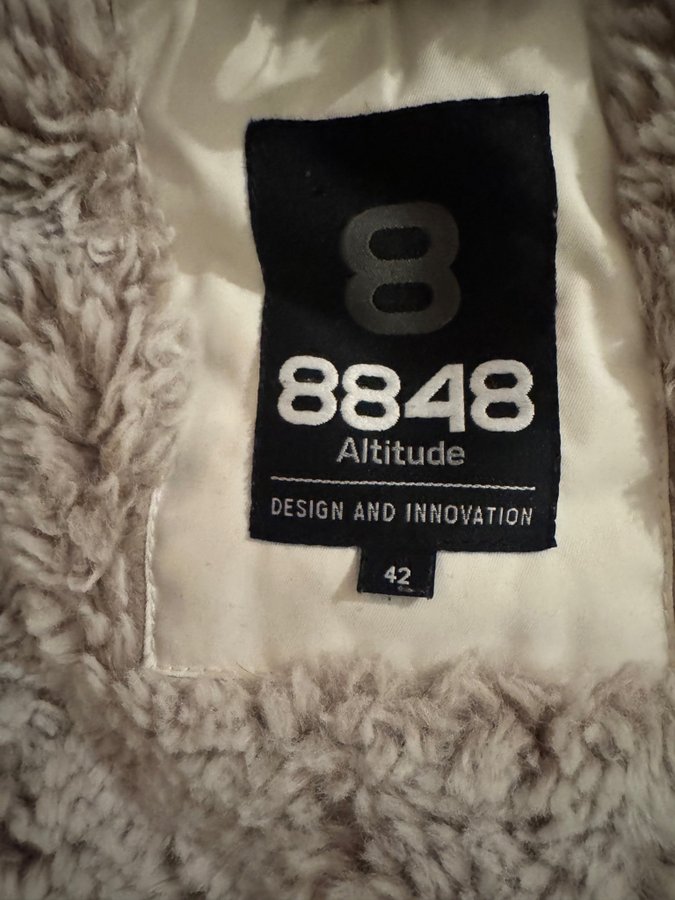 8
8848
Altitude
DESIGN AND INNOVATION
42